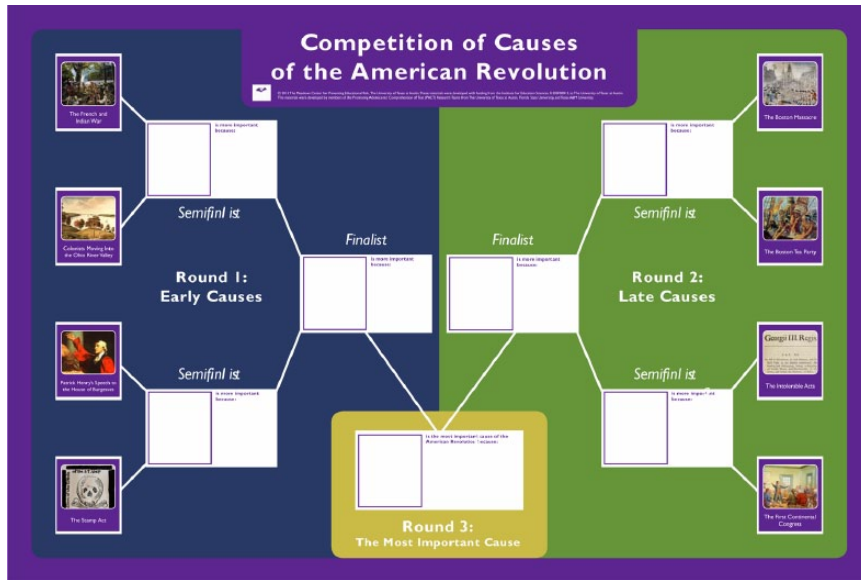 Competition of Causes
of the American Revolution
The French and
Indian War
Is more important
because:
Semifinl ist
Colonists Moving Into
the Ohio River Valley
Round 1:
Early Causes
Finalist
Is more important
because:
Patrick Henry's Speech to
the House of Burgesses
Semifinl ist
Is more important
because:
The Stamp Act
The Boston Massacre
Is more important
because:
Semifinl ist
The Boston Tea Party
Finalist
Is more important
because:
Round 2:
Late Causes
Georgii III. Regis.
The Intolerable Acts
Semifinl ist
Is more important
because:
The First Continental
Congress
Is the most important cause of the
American Revolution because:
Round 3:
The Most Important Cause